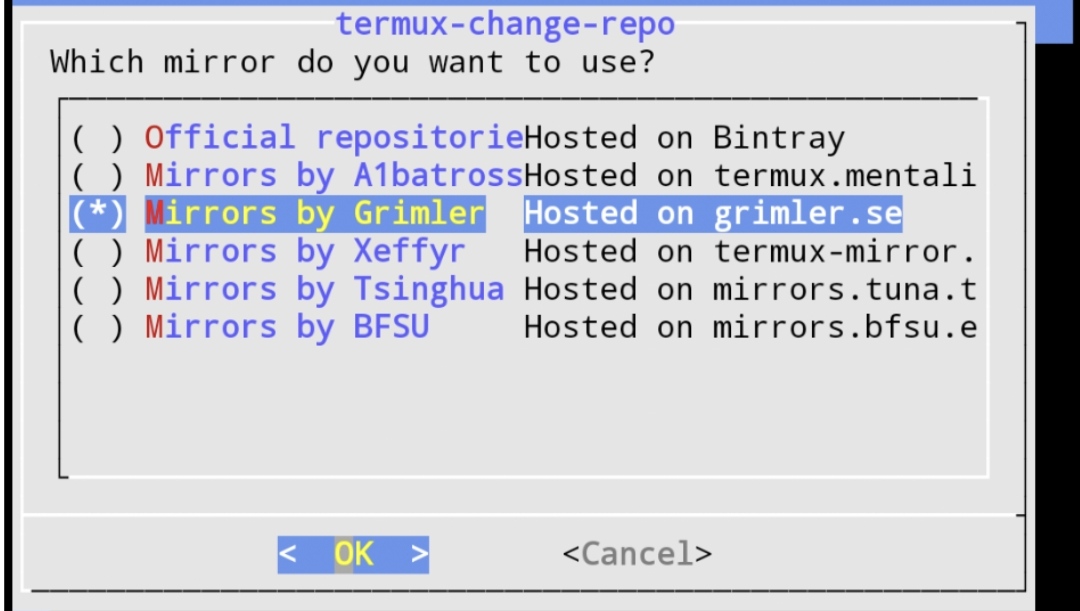 termux-change-repo
Which mirror do you want to use?
( ) Official repositorieHosted on Bintray
( ) Mirrors by A1batrossHosted on termux.mentali
(*) Mirrors by Grimler Hosted on grimler.se
( ) Mirrors by Xeffyr Hosted on termux-mirror.
( ) Mirrors by Tsinghua Hosted on mirrors.tuna.t
( ) Mirrors by BFSU Hosted on mirrors.bfsu.e
< OK > <Cancel>